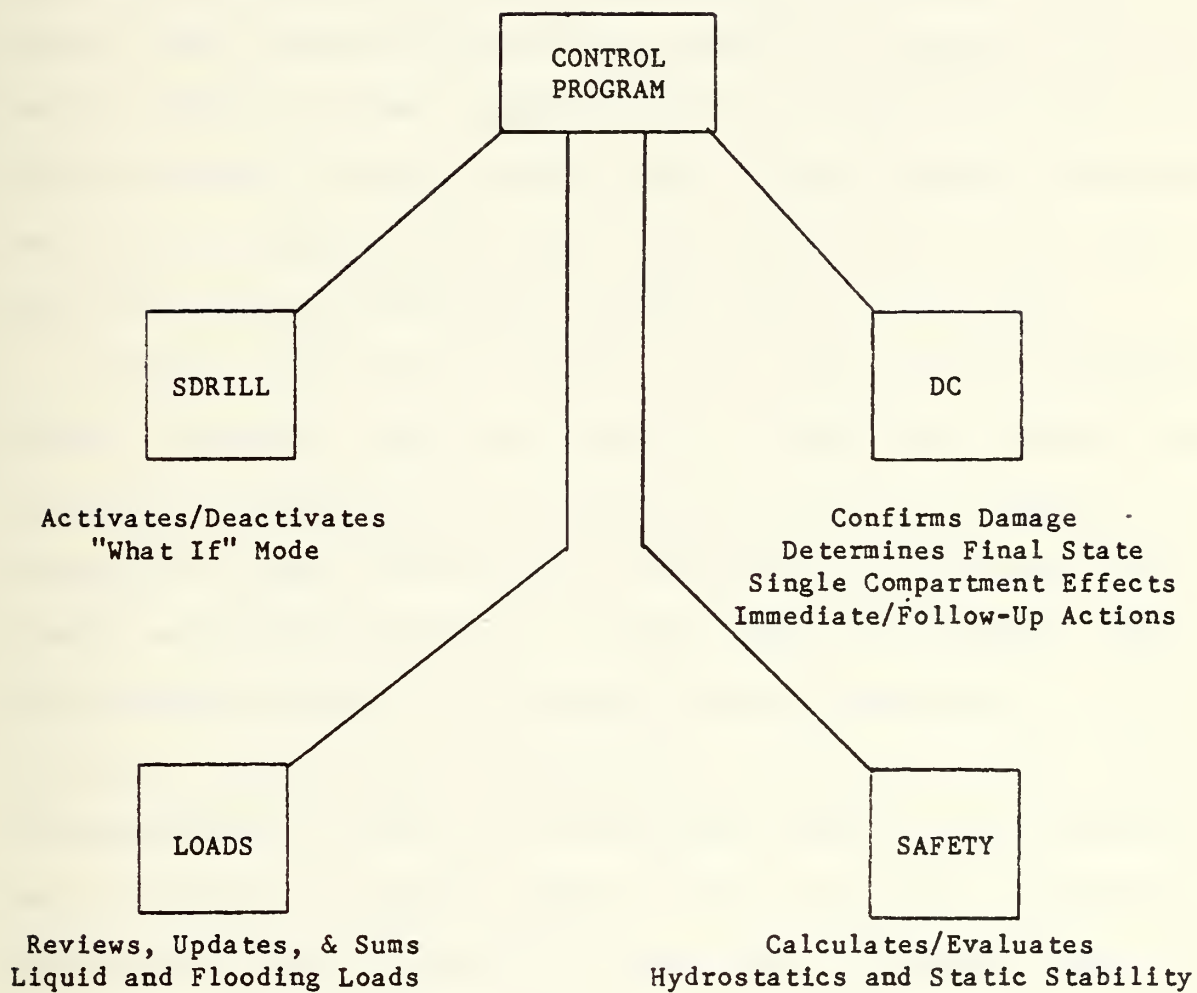 CONTROL
PROGRAM
SDRILL
Activates/Deactivates
"What If" Mode
DC
Confirms Damage
Determines Final State
Single Compartment Effects
Immediate/Follow-Up Actions
LOADS
Reviews, Updates, & Sums
Liquid and Flooding Loads
SAFETY
Calculates/Evaluates
Hydrostatics and Static Stability